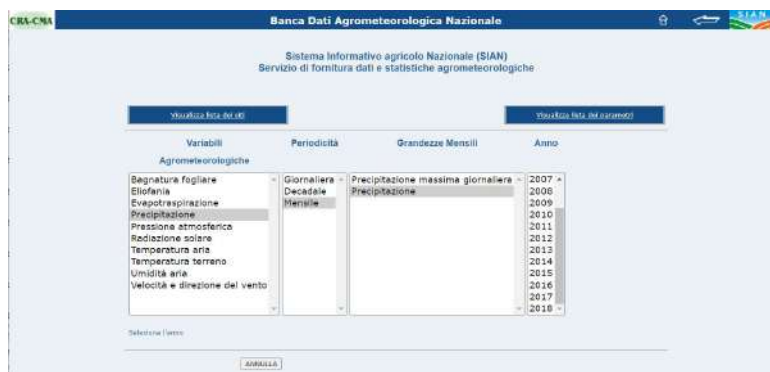 CRA-CMA
Banca Dati Agrometeorologica Nazionale
SIAN
Sistema Informativo agricolo Nazionale (SIAN)
Servizio di fornitura dati e statistiche agrometeorologiche
Visualizza lista dei siti
Visualizza lista dei parametri
Variabili Agrometeorologiche
Periodicità
Grandezze Mensili
Anno
Bagnatura fogliare
Eliofania
Evapotraspirazione
Precipitazione
Pressione atmosferica
Radiazione solare
Temperatura aria
Temperatura terreno
Umidità aria
Velocità e direzione del vento
Giornaliera
Decadale
Mensile
Precipitazione massima giornaliera
Precipitazione
2007
2008
2009
2010
2011
2012
2013
2014
2015
2016
2017
2018
Seleziona l'anno
ANNULLA